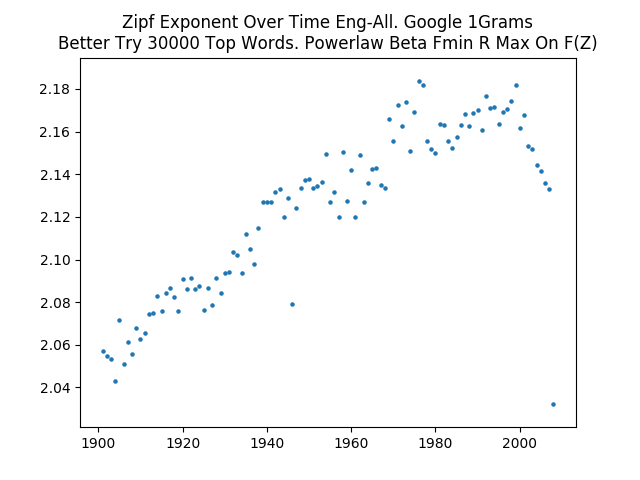 Zipf Exponent Over Time Eng-All. Google 1Grams
Better Try 30000 Top Words. Powerlaw Beta Fmin R Max On F(Z)
2.18
2.16
2.14
2.12
2.10
2.08
2.06
2.04
1900 1920 1940 1960 1980 2000